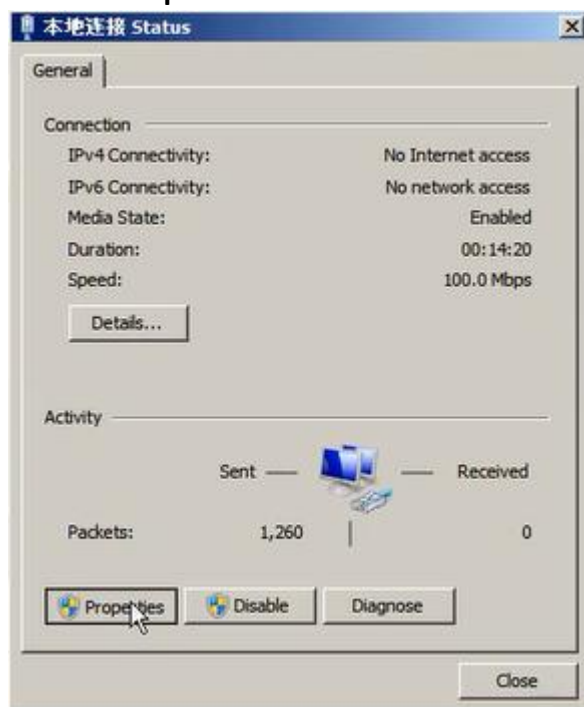 本地连接 Status
General
Connection
IPv4 Connectivity: No Internet access
IPv6 Connectivity: No network access
Media State: Enabled
Duration: 00:14:20
Speed: 100.0 Mbps
Details...
Activity
Sent Received
Packets: 1,260 0
Properties Disable Diagnose
Close